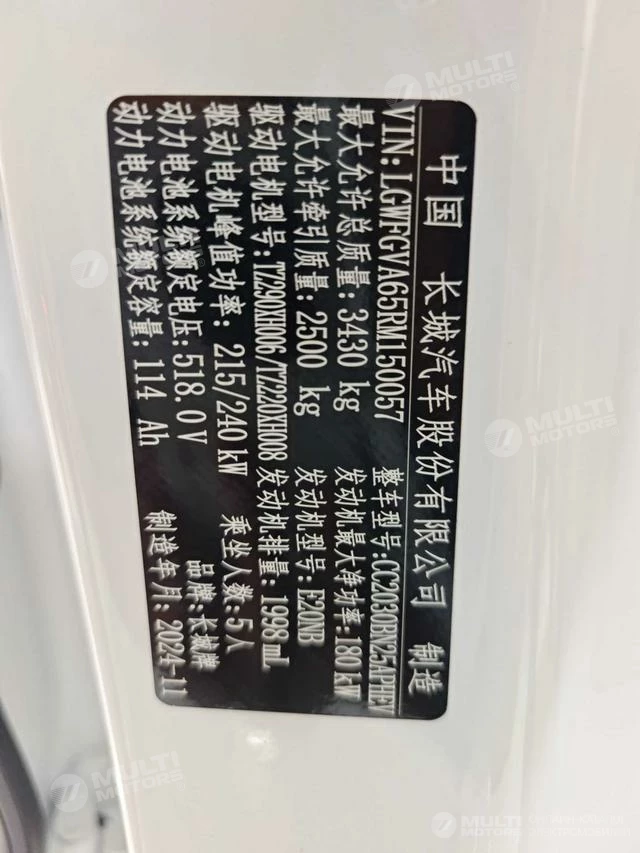 中国 长城汽车股份有限公司 制造
VIN: LGWFGVA65RM150057 整车型号:CC2030BN25APHEV
最大允许总质量: 3430 kg 发动机最大净功率: 180 kW
最大允许牵引质量: 2500 kg 发动机型号: E20NB
驱动电机型号: TZ290XH006/TZ220XH008 发动机排量: 1998 mL
驱动电机峰值功率: 215/240 kW 乘坐人数: 5人
动力电池系统额定电压: 518.0 V 品牌: 长城牌
动力电池系统额定容量: 114 Ah 制造年月: 2024-11
MULTI
MOTORS
MULTI
MOTORS
MULTI
MOTORS
MULTI
MOTORS
MULTI
MOTORS